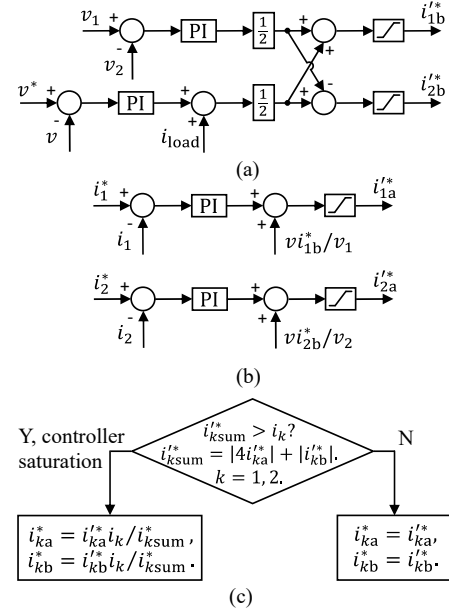 v₁ + - PI 1/2 + + i′*₁b
v₂
v* + - PI + + 1/2 + - i′*₂b
v i_load
(a)
i*₁ + - PI + + i′*₁a
i₁ vi*₁b/v₁
i*₂ + - PI + + i′*₂a
i₂ vi*₂b/v₂
(b)
Y, controller saturation
i′*ₖsum > iₖ?
i′*ₖsum = |4i′*ₖa| + |i′*ₖb|.
k = 1, 2.
N
i*ₖa = i′*ₖa iₖ/i′*ₖsum,
i*ₖb = i′*ₖb iₖ/i′*ₖsum.
i*ₖa = i′*ₖa,
i*ₖb = i′*ₖb.
(c)